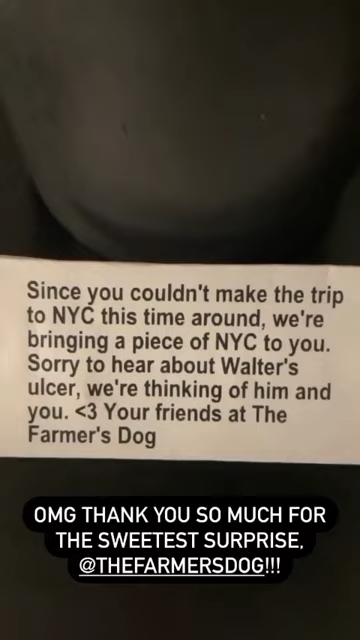 Since you couldn't make the trip
to NYC this time around, we're
bringing a piece of NYC to you.
Sorry to hear about Walter's
ulcer, we're thinking of him and
you. <3 Your friends at The
Farmer's Dog
OMG THANK YOU SO MUCH FOR
THE SWEETEST SURPRISE,
@THEFARMERSDOG!!!